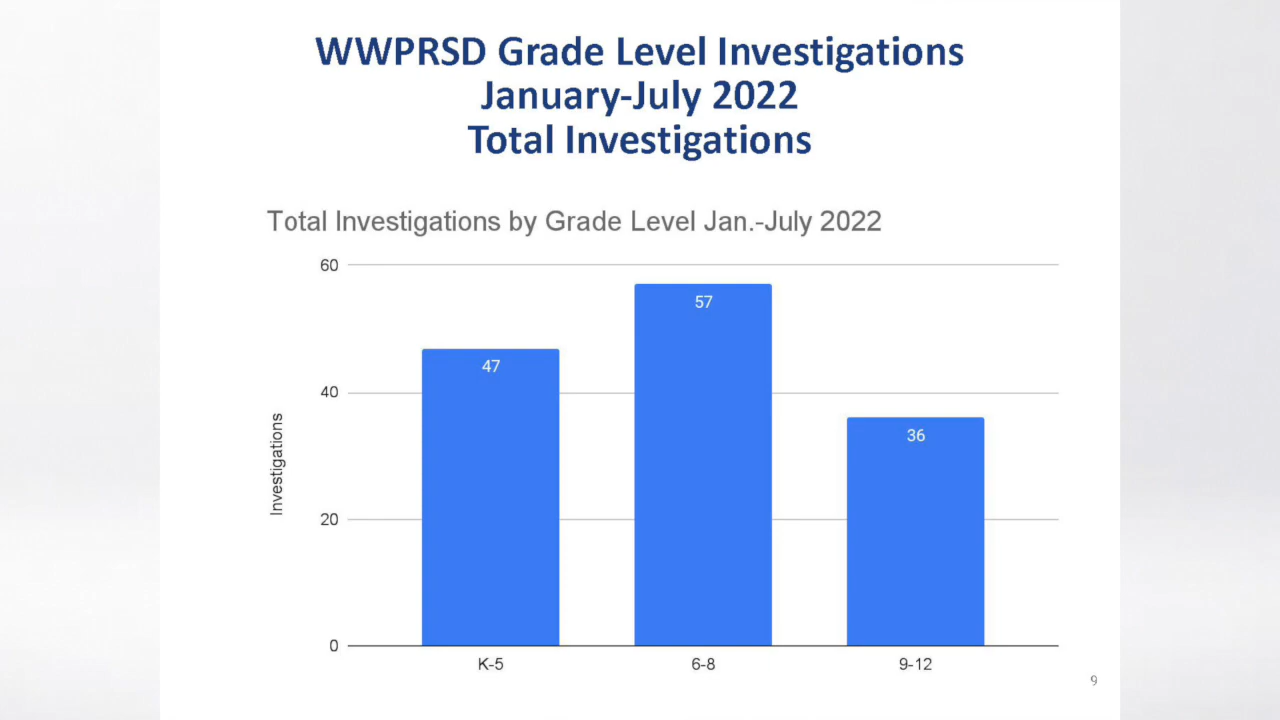 WWPRSD Grade Level Investigations
January-July 2022
Total Investigations
Total Investigations by Grade Level Jan.-July 2022
60
40
20
0
Investigations
47
57
36
K-5
6-8
9-12
9